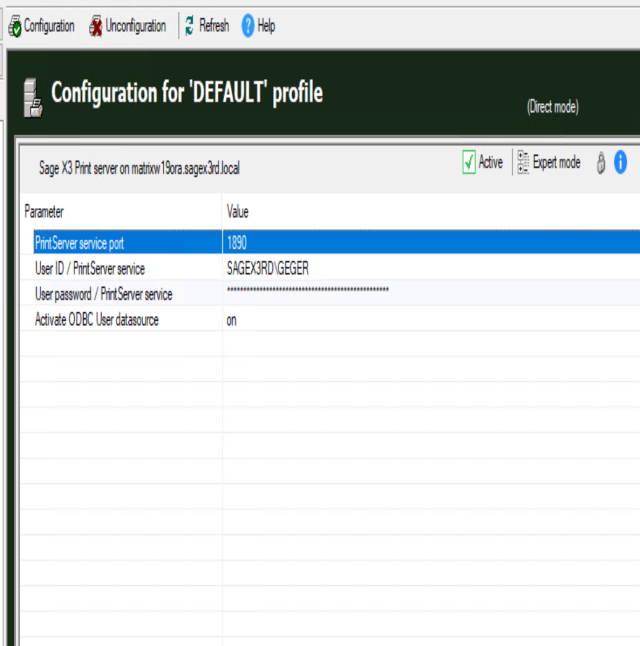 Configuration Unconfiguration Refresh ? Help
Configuration for 'DEFAULT' profile
(Direct mode)
Sage X3 Print server on matrixw19ora.sagex3rd.local Active Expert mode i
Parameter Value
PrintServer service port 1890
User ID / PrintServer service SAGEX3RD\GEGER
User password / PrintServer service **************************************************
Activate ODBC User datasource on